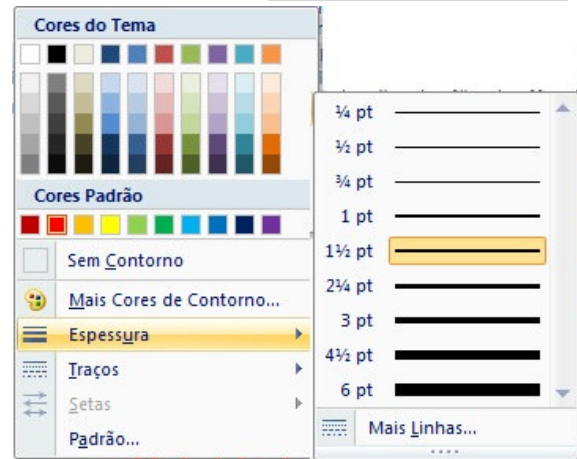 Cores do Tema
Cores Padrão
Sem Contorno
Mais Cores de Contorno...
Espessura
Traços
Setas
Padrão...
¼ pt
½ pt
¾ pt
1 pt
1½ pt
2¼ pt
3 pt
4½ pt
6 pt
Mais Linhas...